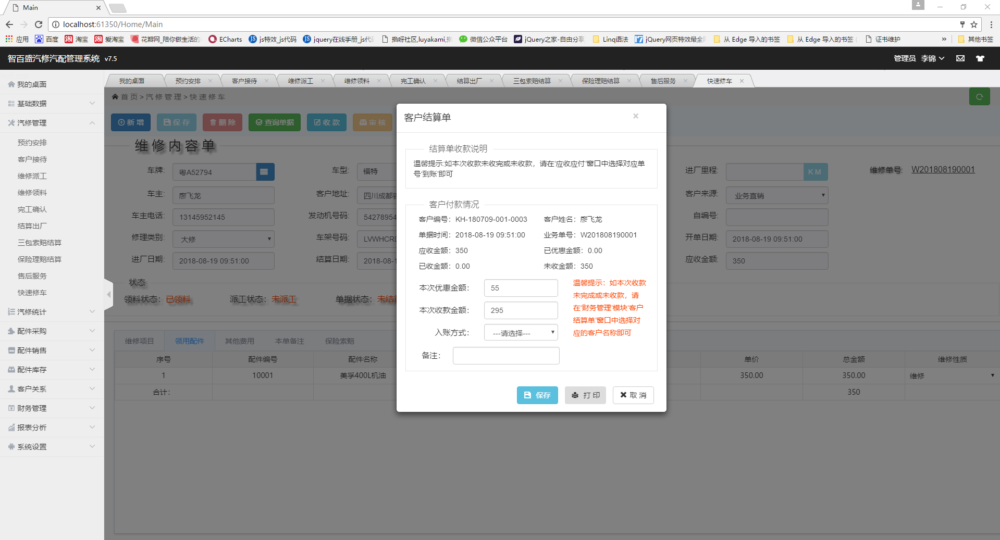 Main
localhost:61350/Home/Main
应用 百度 淘宝 爱淘宝 花瓣网_陪你做生活的 ECharts js特效_js代码 jquery在线手册_js代 撸呀社区,luyakami,撸 微信公众平台 jQuery之家-自由分享 Linq语法 jQuery网页特效最全 从 Edge 导入的书签 从 Edge 导入的书签 ( 证书维护 » 其他书签
智百盛汽修汽配管理系统 v7.5
管理员 李锦
我的桌面
基础数据
汽修管理
预约安排
客户接待
维修派工
维修领料
完工确认
结算出厂
三包索赔结算
保险理赔结算
售后服务
快速修车
汽修统计
配件采购
配件销售
配件库存
客户关系
财务管理
报表分析
系统设置
我的桌面 预约安排 客户接待 维修派工 维修领料 完工确认 结算出厂 三包索赔结算 保险理赔结算 售后服务 快速修车
首页>汽修管理>快速修车
新增 保存 删除 查询单据 收款 审核
维修内容单
车牌: 粤A52794 车型: 福特 进厂里程: KM 维修单号: W201808190001
车主: 廖飞龙 客户地址: 四川成都 客户来源: 业务直销
车主电话: 13145952145 发动机号码: 54278954 自编号:
修理类别: 大修 车架号码: LVWHCR 开单日期: 2018-08-19 09:51:00
进厂日期: 2018-08-19 09:51:00 结算日期: 2018-08-1 应收金额: 350
状态
领料状态: 已领料 派工状态: 未派工 单据状态: 未结
维修项目 领用配件 其他费用 本单备注 保险索赔
序号 配件编号 配件名称 单价 总金额 维修性质
1 10001 美孚400L机油 350.00 350.00 维修
合计: 350
客户结算单
结算单收款说明
温馨提示:如本次收款未收完或未收款，请在'应收应付'窗口中选择对应单
号'到账'即可
客户付款情况
客户编号: KH-180709-001-0003 客户姓名: 廖飞龙
单据时间: 2018-08-19 09:51:00 业务单号: W201808190001
应收金额: 350 已优惠金额: 0.00
已收金额: 0.00 未收金额: 350
本次优惠金额: 55
本次收款金额: 295
入账方式: ---请选择---
备注:
温馨提示：如本次收款
未完成或未收款，请
在'财务管理'模块'客户
结算单'窗口中选择对
应的客户名称即可
保存 打印 取消